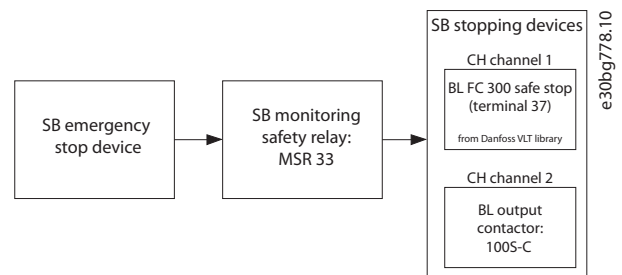 SB emergency
stop device
SB monitoring
safety relay:
MSR 33
SB stopping devices
CH channel 1
BL FC 300 safe stop
(terminal 37)
from Danfoss VLT library
CH channel 2
BL output
contactor:
100S-C
e30bg778.10